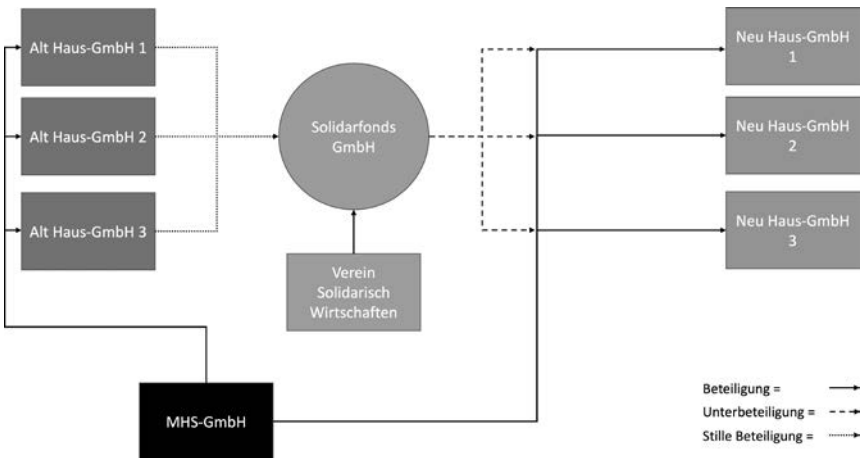 Alt Haus-GmbH 1
Alt Haus-GmbH 2
Alt Haus-GmbH 3
Solidarfonds
GmbH
Verein
Solidarisch
Wirtschaften
MHS-GmbH
Neu Haus-GmbH
1
Neu Haus-GmbH
2
Neu Haus-GmbH
3
Beteiligung =
Unterbeteiligung =
Stille Beteiligung =